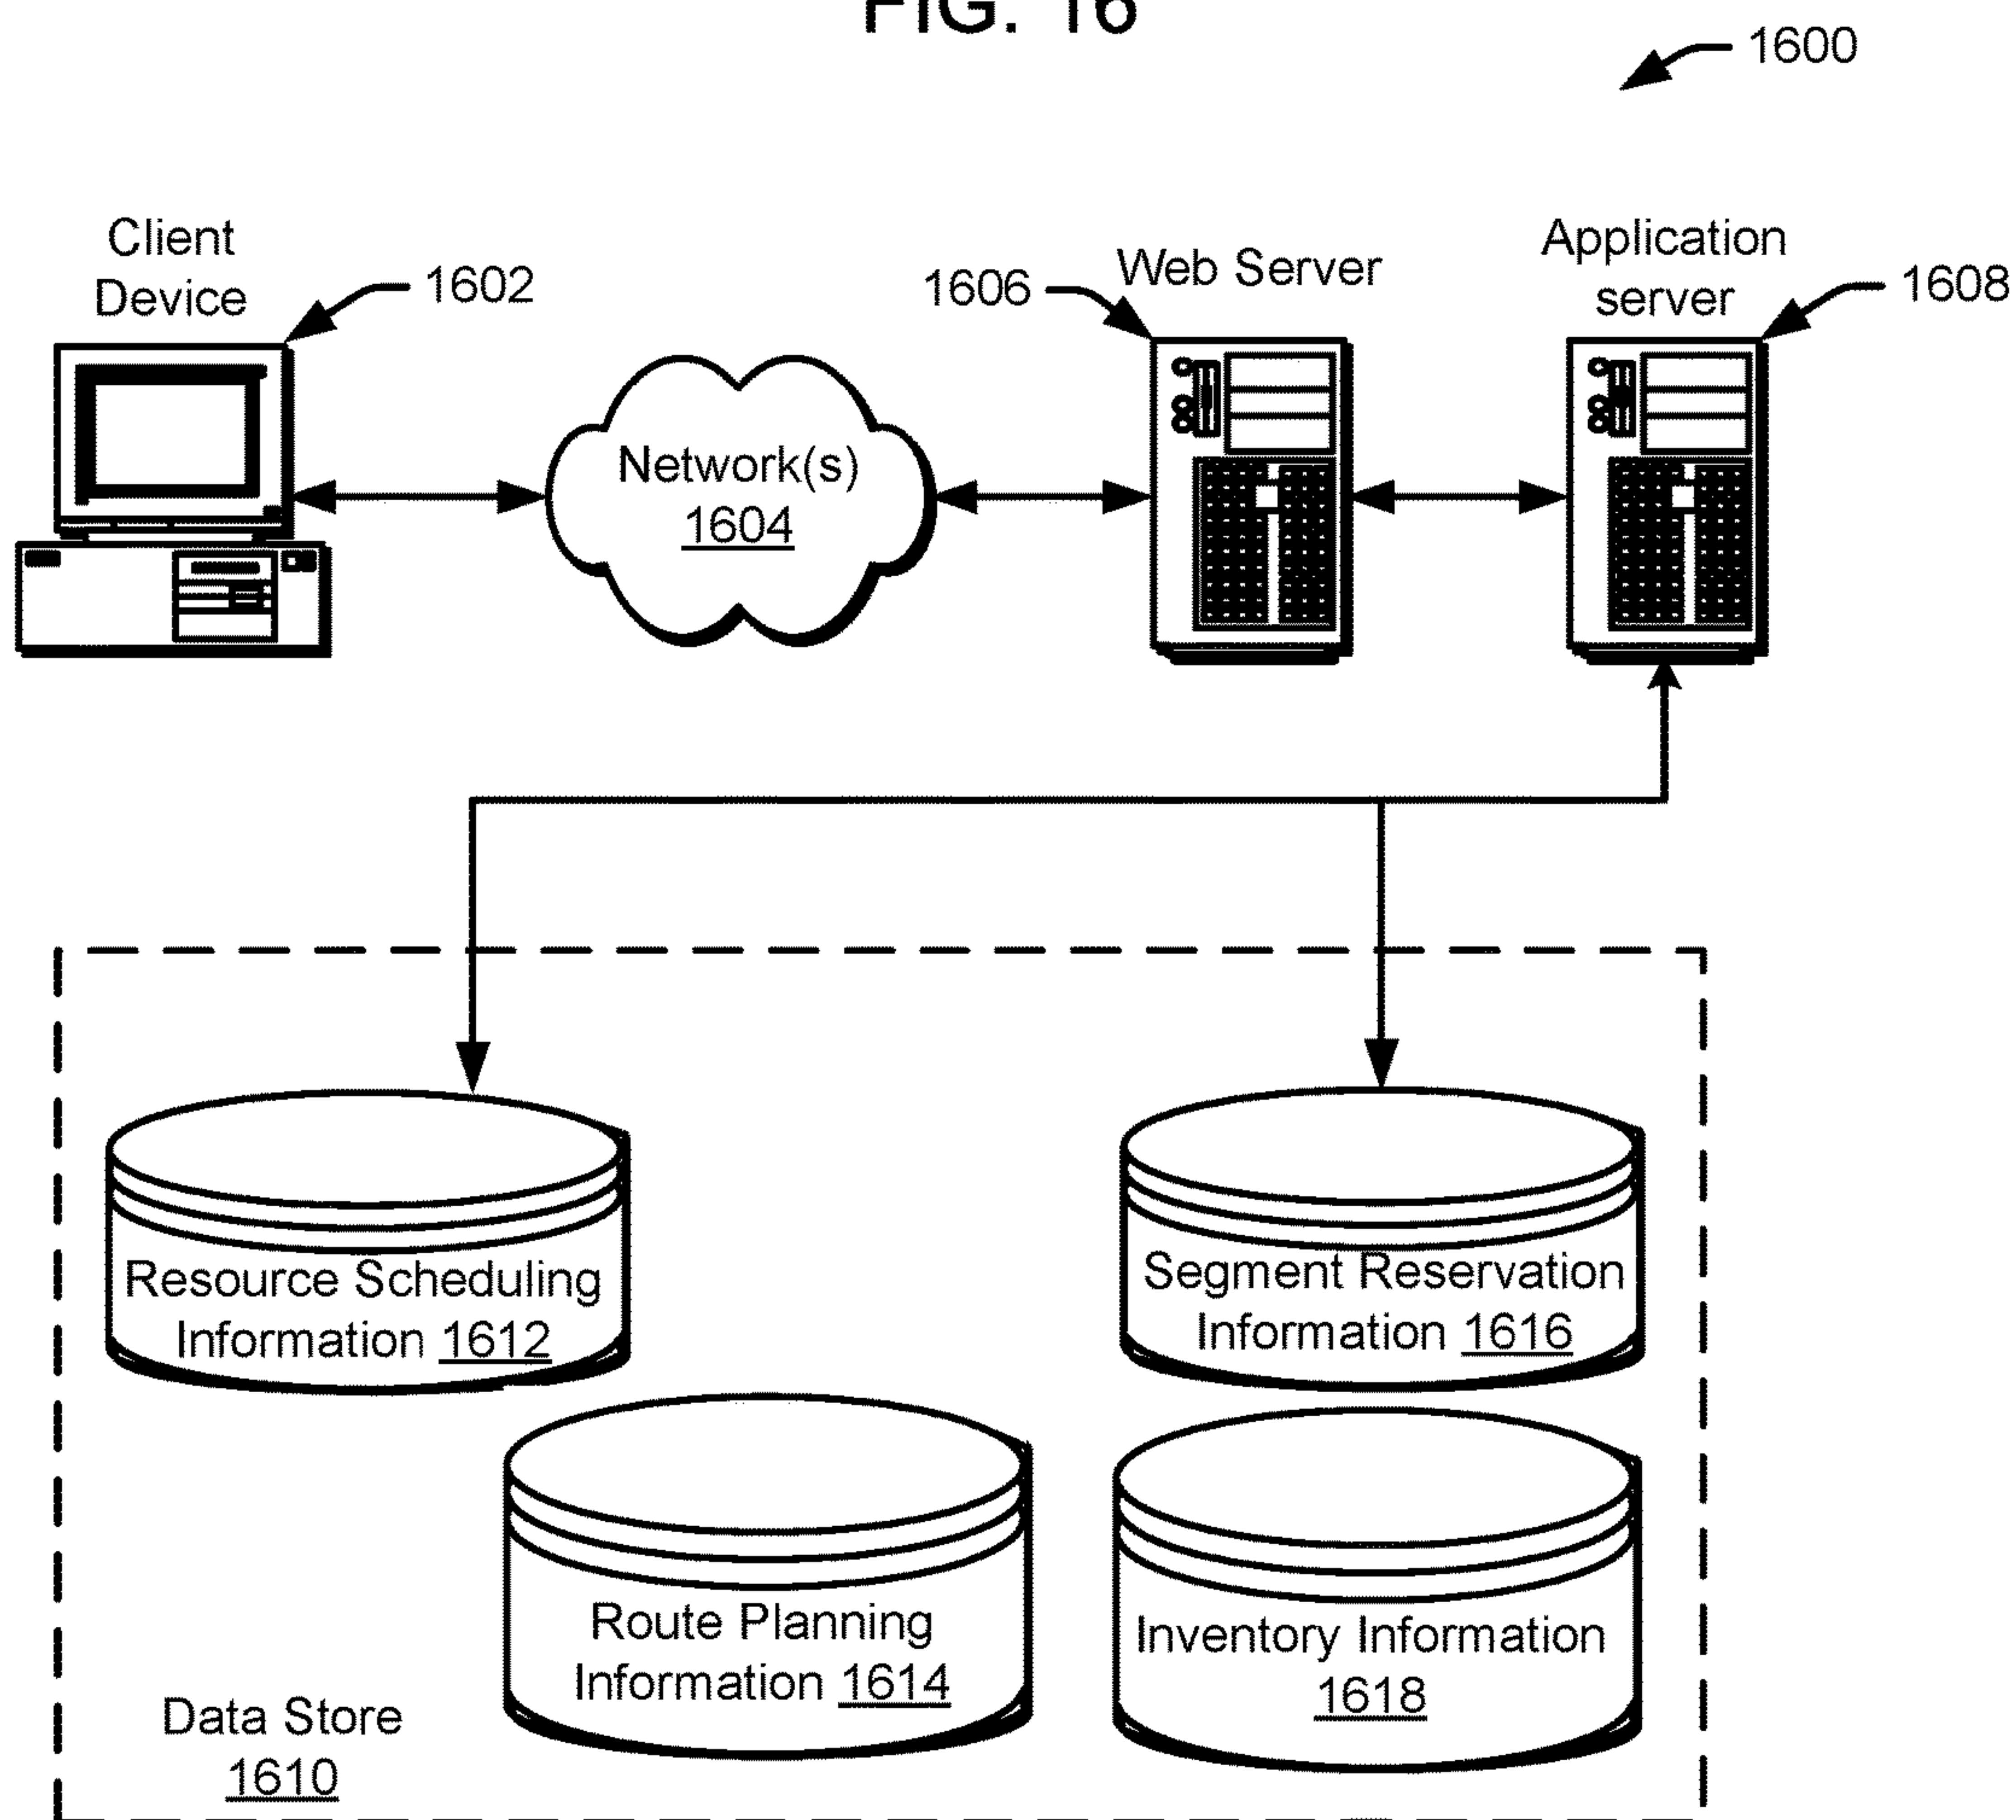 FIG. 16
1600
Client
Device
1602
Network(s)
1604
1606
Web Server
Application
server
1608
Resource Scheduling
Information 1612
Segment Reservation
Information 1616
Route Planning
Information 1614
Inventory Information
1618
Data Store
1610